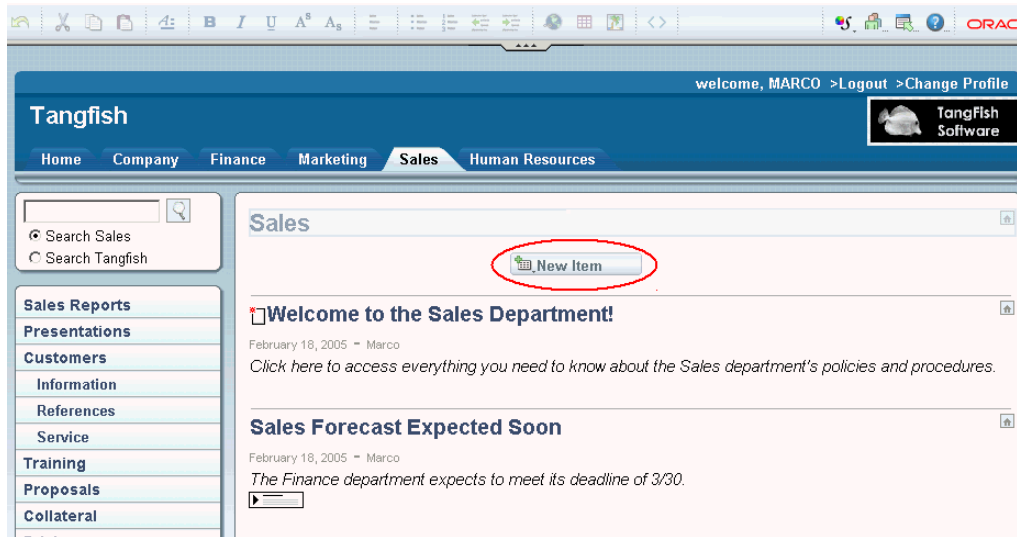 A B I U A^S A_S <> ORAC
welcome, MARCO >Logout >Change Profile
Tangfish
TangFish
Software
Home Company Finance Marketing Sales Human Resources
Search Sales
Search Tangfish
Sales Reports
Presentations
Customers
Information
References
Service
Training
Proposals
Collateral
Sales
New Item
Welcome to the Sales Department!
February 18, 2005 - Marco
Click here to access everything you need to know about the Sales department's policies and procedures.
Sales Forecast Expected Soon
February 18, 2005 - Marco
The Finance department expects to meet its deadline of 3/30.